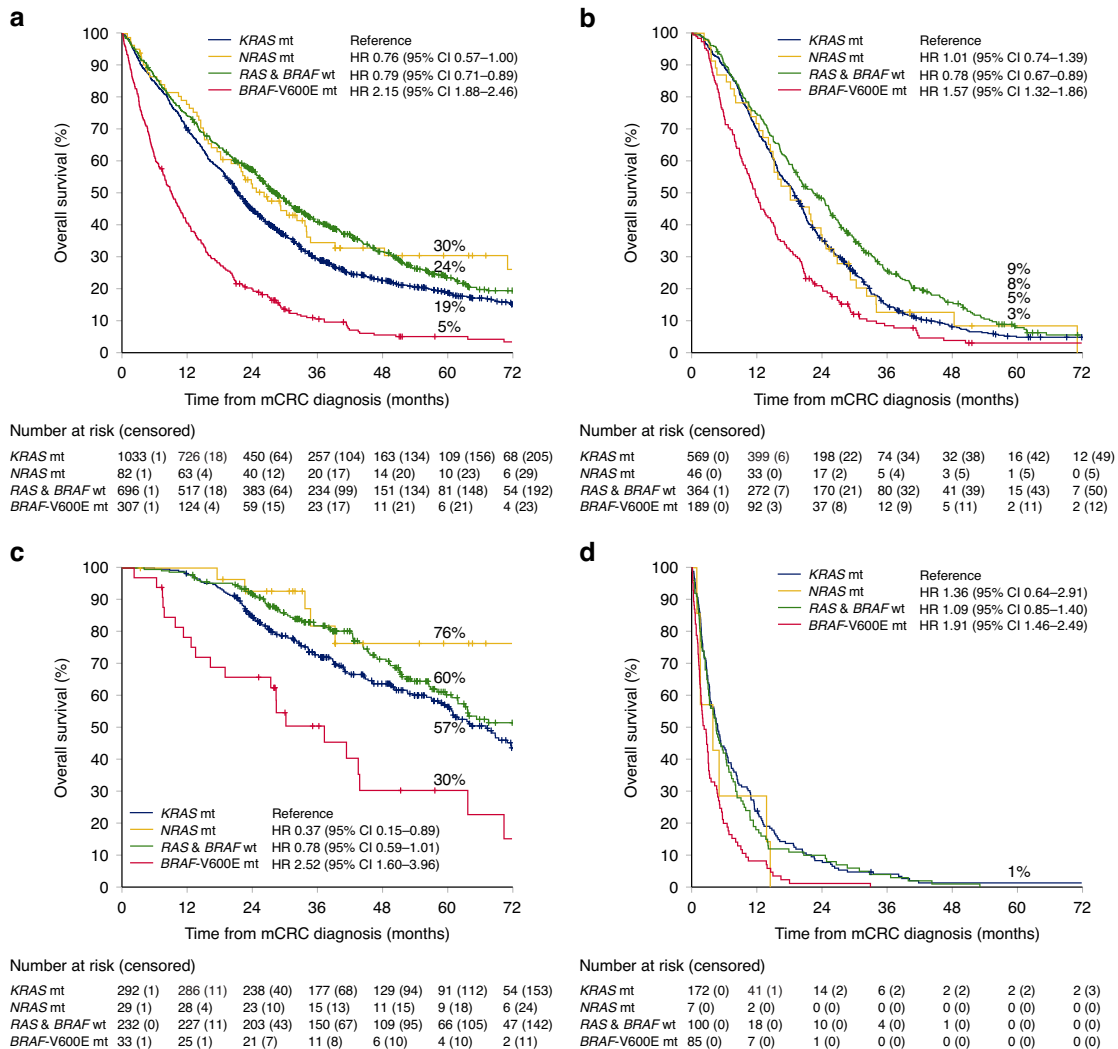 a
KRAS mt Reference
NRAS mt HR 0.76 (95% CI 0.57–1.00)
RAS & BRAF wt HR 0.79 (95% CI 0.71–0.89)
BRAF-V600E mt HR 2.15 (95% CI 1.88–2.46)
Overall survival (%)
100
90
80
70
60
50
40
30
20
10
0
30%
24%
19%
5%
0 12 24 36 48 60 72
Time from mCRC diagnosis (months)
Number at risk (censored)
KRAS mt 1033 (1) 726 (18) 450 (64) 257 (104) 163 (134) 109 (156) 68 (205)
NRAS mt 82 (1) 63 (4) 40 (12) 20 (17) 14 (20) 10 (23) 6 (29)
RAS & BRAF wt 696 (1) 517 (18) 383 (64) 234 (99) 151 (134) 81 (148) 54 (192)
BRAF-V600E mt 307 (1) 124 (4) 59 (15) 23 (17) 11 (21) 6 (21) 4 (23)
b
KRAS mt Reference
NRAS mt HR 1.01 (95% CI 0.74–1.39)
RAS & BRAF wt HR 0.78 (95% CI 0.67–0.89)
BRAF-V600E mt HR 1.57 (95% CI 1.32–1.86)
Overall survival (%)
100
90
80
70
60
50
40
30
20
10
0
9%
8%
5%
3%
0 12 24 36 48 60 72
Time from mCRC diagnosis (months)
Number at risk (censored)
KRAS mt 569 (0) 399 (6) 198 (22) 74 (34) 32 (38) 16 (42) 12 (49)
NRAS mt 46 (0) 33 (0) 17 (2) 5 (4) 3 (5) 1 (5) 0 (5)
RAS & BRAF wt 364 (1) 272 (7) 170 (21) 80 (32) 41 (39) 15 (43) 7 (50)
BRAF-V600E mt 189 (0) 92 (3) 37 (8) 12 (9) 5 (11) 2 (11) 2 (12)
c
Overall survival (%)
100
90
80
70
60
50
40
30
20
10
0
76%
60%
57%
30%
KRAS mt Reference
NRAS mt HR 0.37 (95% CI 0.15–0.89)
RAS & BRAF wt HR 0.78 (95% CI 0.59–1.01)
BRAF-V600E mt HR 2.52 (95% CI 1.60–3.96)
0 12 24 36 48 60 72
Time from mCRC diagnosis (months)
Number at risk (censored)
KRAS mt 292 (1) 286 (11) 238 (40) 177 (68) 129 (94) 91 (112) 54 (153)
NRAS mt 29 (1) 28 (4) 23 (10) 15 (13) 11 (15) 9 (18) 6 (24)
RAS & BRAF wt 232 (0) 227 (11) 203 (43) 150 (67) 109 (95) 66 (105) 47 (142)
BRAF-V600E mt 33 (1) 25 (1) 21 (7) 11 (8) 6 (10) 4 (10) 2 (11)
d
KRAS mt Reference
NRAS mt HR 1.36 (95% CI 0.64–2.91)
RAS & BRAF wt HR 1.09 (95% CI 0.85–1.40)
BRAF-V600E mt HR 1.91 (95% CI 1.46–2.49)
Overall survival (%)
100
90
80
70
60
50
40
30
20
10
0
1%
0 12 24 36 48 60 72
Time from mCRC diagnosis (months)
Number at risk (censored)
KRAS mt 172 (0) 41 (1) 14 (2) 6 (2) 2 (2) 2 (2) 2 (3)
NRAS mt 7 (0) 2 (0) 0 (0) 0 (0) 0 (0) 0 (0) 0 (0)
RAS & BRAF wt 100 (0) 18 (0) 10 (0) 4 (0) 1 (0) 0 (0) 0 (0)
BRAF-V600E mt 85 (0) 7 (0) 1 (0) 0 (0) 0 (0) 0 (0) 0 (0)